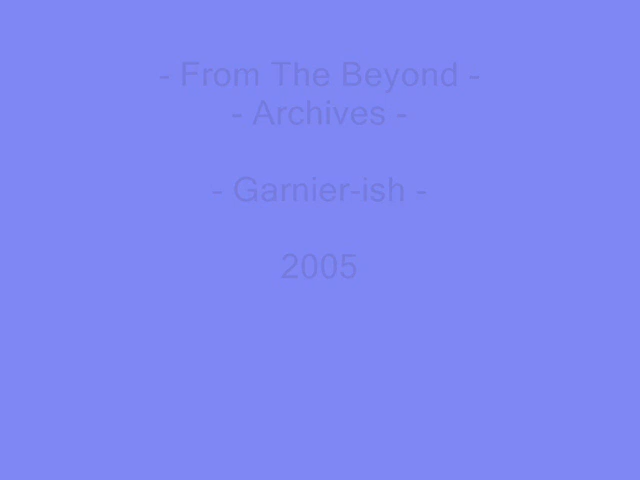 - From The Beyond -
- Archives -
- Garnier-ish -
2005